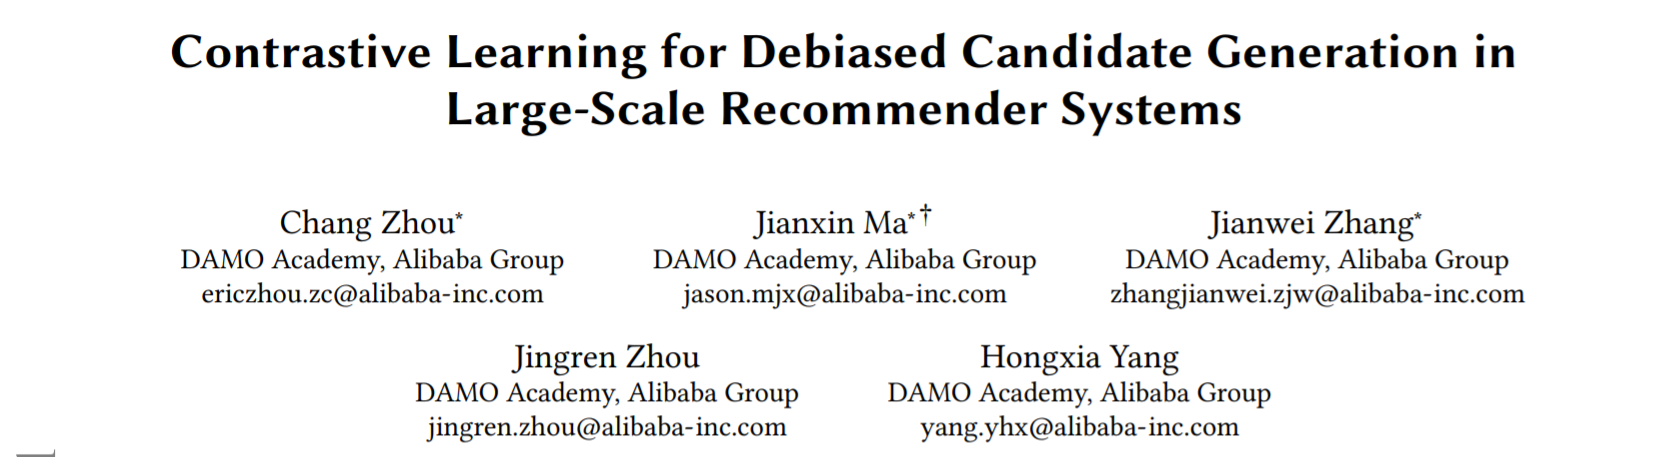 Contrastive Learning for Debiased Candidate Generation in
Large-Scale Recommender Systems
Chang Zhou*
DAMO Academy, Alibaba Group
ericzhou.zc@alibaba-inc.com
Jianxin Ma*†
DAMO Academy, Alibaba Group
jason.mjx@alibaba-inc.com
Jianwei Zhang*
DAMO Academy, Alibaba Group
zhangjianwei.zjw@alibaba-inc.com
Jingren Zhou
DAMO Academy, Alibaba Group
jingren.zhou@alibaba-inc.com
Hongxia Yang
DAMO Academy, Alibaba Group
yang.yhx@alibaba-inc.com